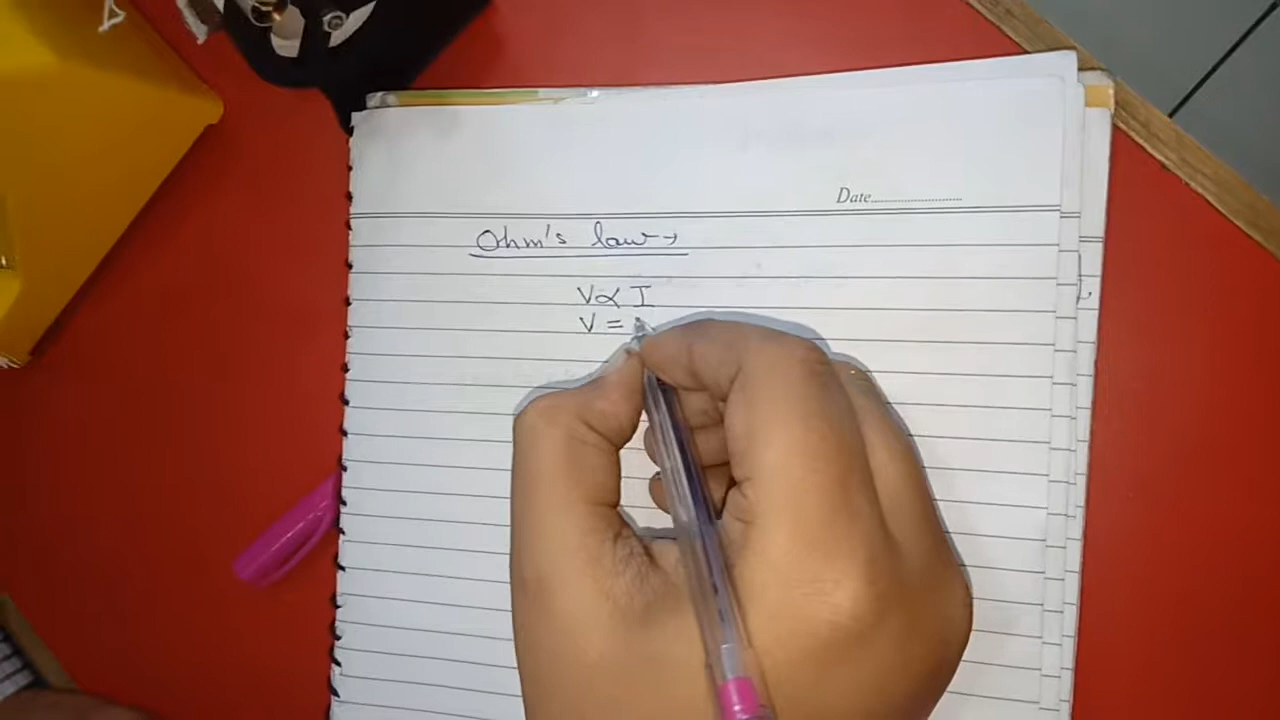 Date
Ohm's law →
V ∝ I
V =